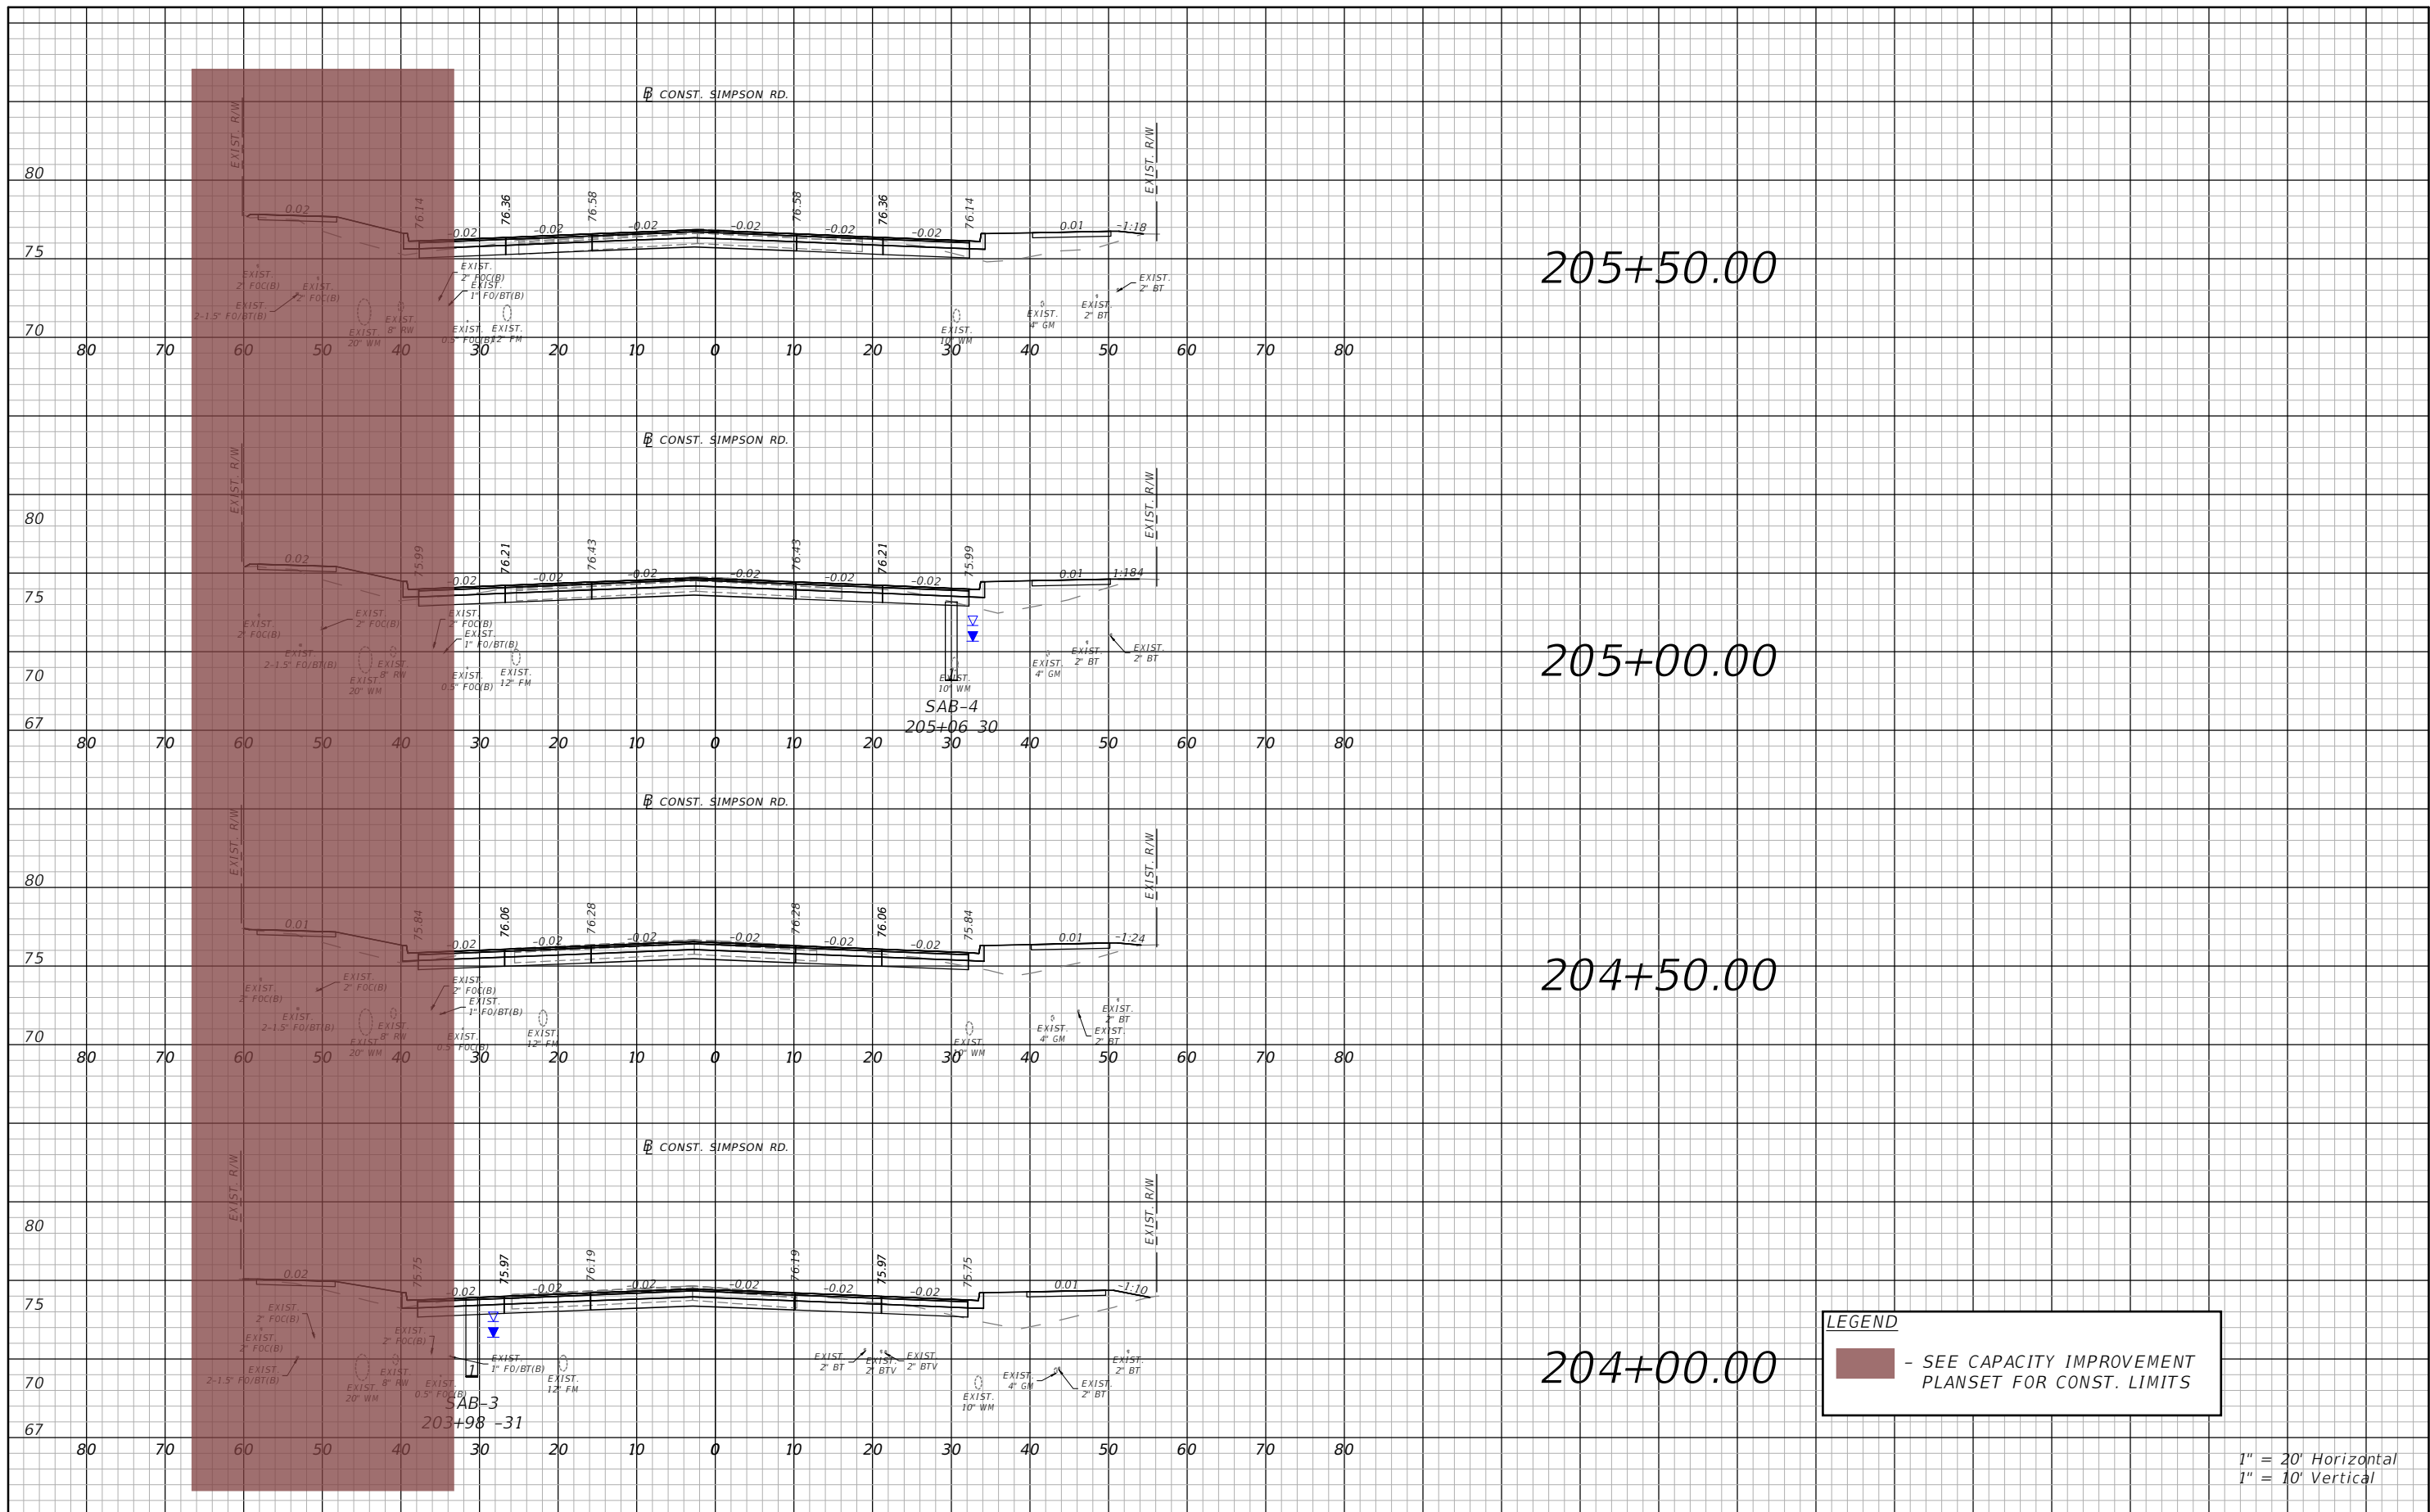 ℄ CONST. SIMPSON RD.
EXIST. R/W
EXIST. R/W
80
75
70
76.14
76.36
76.58
76.58
76.36
76.14
0.02
-0.02
-0.02
-0.02
-0.02
-0.02
-0.02
0.01
-1:18
205+50.00
EXIST.
2" FOC(B)
EXIST.
2" FOC(B)
2-1.5" FO/BT(B)
EXIST.
20" WM
EXIST.
8" RW
EXIST.
2" FOC(B)
EXIST.
1" FO/BT(B)
EXIST.
0.5" FOC(B)
EXIST.
12" FM
EXIST.
10" WM
EXIST.
4" GM
EXIST.
2" BT
EXIST.
2" BT
80 70 60 50 40 30 20 10 0 10 20 30 40 50 60 70 80
℄ CONST. SIMPSON RD.
EXIST. R/W
EXIST. R/W
80
75
70
67
75.99
76.21
76.43
76.43
76.21
75.99
0.02
-0.02
-0.02
-0.02
-0.02
-0.02
-0.02
0.01
1:184
205+00.00
EXIST.
2" FOC(B)
EXIST.
2" FOC(B)
EXIST.
2-1.5" FO/BT(B)
EXIST.
20" WM
EXIST.
8" RW
EXIST.
2" FOC(B)
EXIST.
1" FO/BT(B)
EXIST.
0.5" FOC(B)
EXIST.
12" FM
EXIST.
10" WM
EXIST.
4" GM
EXIST.
2" BT
EXIST.
2" BT
SAB-4
205+06 30
80 70 60 50 40 30 20 10 0 10 20 30 40 50 60 70 80
℄ CONST. SIMPSON RD.
EXIST. R/W
EXIST. R/W
80
75
70
75.84
76.06
76.28
76.28
76.06
75.84
0.01
-0.02
-0.02
-0.02
-0.02
-0.02
-0.02
0.01
-1:24
204+50.00
EXIST.
2" FOC(B)
EXIST.
2" FOC(B)
EXIST.
2-1.5" FO/BT(B)
EXIST.
20" WM
EXIST.
8" RW
EXIST.
2" FOC(B)
EXIST.
1" FO/BT(B)
EXIST.
0.5" FOC(B)
EXIST.
12" FM
EXIST.
10" WM
EXIST.
4" GM
EXIST.
2" BT
EXIST.
2" BT
80 70 60 50 40 30 20 10 0 10 20 30 40 50 60 70 80
℄ CONST. SIMPSON RD.
EXIST. R/W
EXIST. R/W
80
75
70
67
75.75
75.97
76.19
76.19
75.97
75.75
0.02
-0.02
-0.02
-0.02
-0.02
-0.02
-0.02
0.01
-1:10
204+00.00
EXIST.
2" FOC(B)
EXIST.
2" FOC(B)
EXIST.
2-1.5" FO/BT(B)
EXIST.
20" WM
EXIST.
8" RW
EXIST.
2" FOC(B)
EXIST.
1" FO/BT(B)
EXIST.
0.5" FOC(B)
1
EXIST.
12" FM
EXIST.
2" BT
EXIST.
2" BTV
EXIST.
2" BTV
EXIST.
10" WM
EXIST.
4" GM
EXIST.
2" BT
EXIST.
2" BT
SAB-3
203+98 -31
80 70 60 50 40 30 20 10 0 10 20 30 40 50 60 70 80
LEGEND
- SEE CAPACITY IMPROVEMENT
PLANSET FOR CONST. LIMITS
1" = 20' Horizontal
1" = 10' Vertical